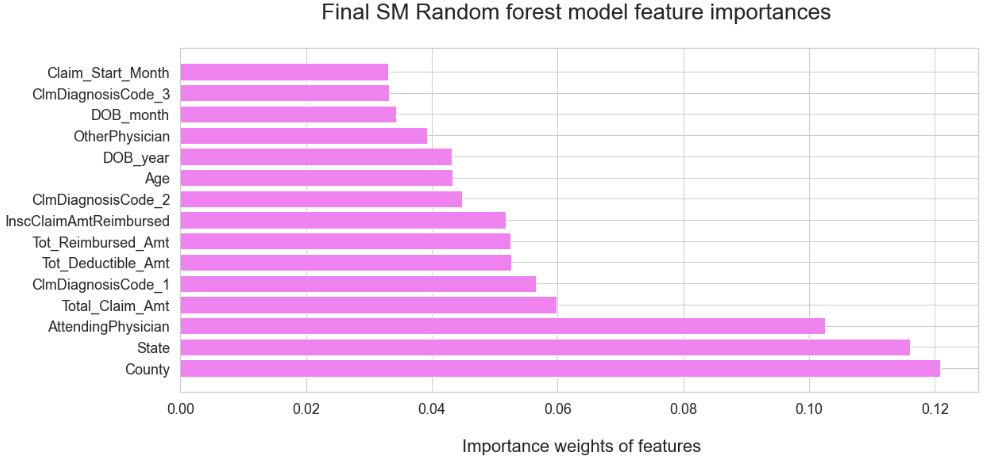 Final SM Random forest model feature importances
Claim_Start_Month
ClmDiagnosisCode_3
DOB_month
OtherPhysician
DOB_year
Age
ClmDiagnosisCode_2
InscClaimAmtReimbursed
Tot_Reimbursed_Amt
Tot_Deductible_Amt
ClmDiagnosisCode_1
Total_Claim_Amt
AttendingPhysician
State
County
0.00 0.02 0.04 0.06 0.08 0.10 0.12
Importance weights of features